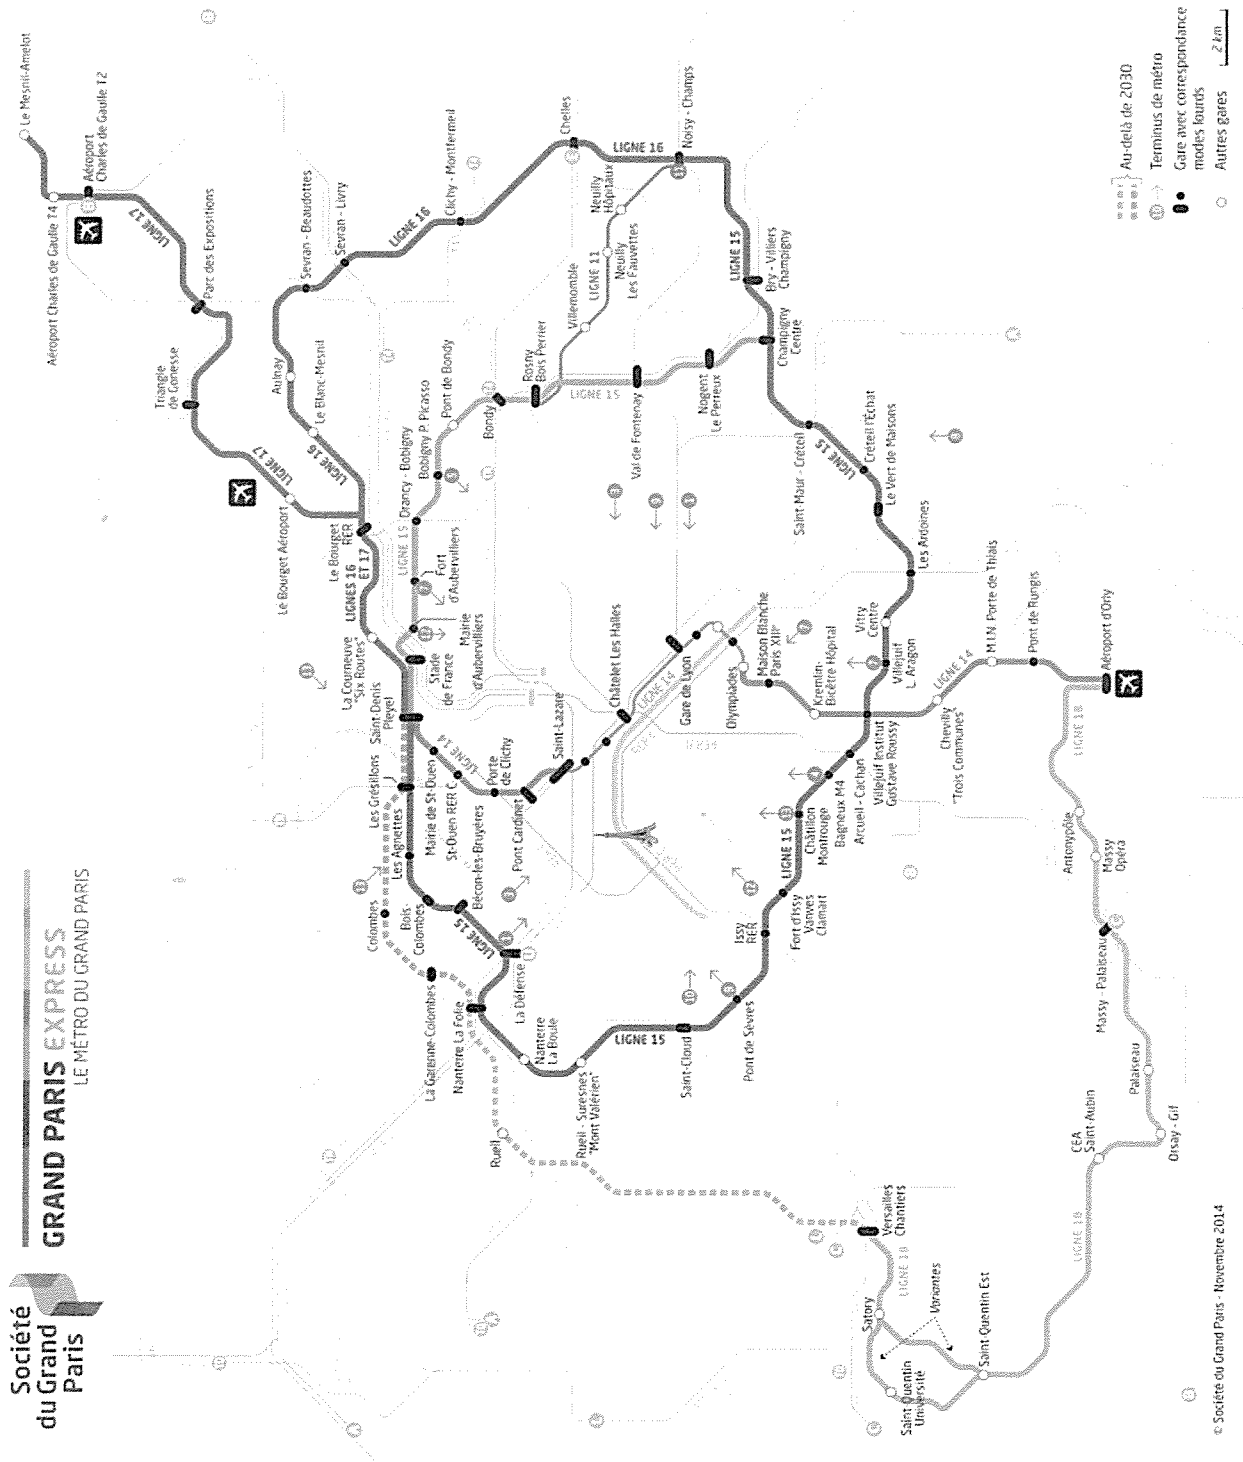 Société
du Grand
Paris
GRAND PARIS EXPRESS
LE MÉTRO DU GRAND PARIS
Le Mesnil-Amelot
Aéroport Charles de Gaulle T4
Aéroport
Charles de Gaulle T2
LIGNE 17
Parc des Expositions
Triangle
de Gonesse
LIGNE 17
Le Bourget Aéroport
Le Bourget
RER
Sevran - Beaudottes
Sevran - Livry
Aulnay
Le Blanc-Mesnil
LIGNE 16
LIGNE 16
Clichy - Montfermeil
Chelles
LIGNE 16
Noisy - Champs
LIGNES 16
ET 17
La Courneuve
"Six Routes"
Saint-Denis
Pleyel
Stade
de France
Mairie
d'Aubervilliers
Fort
d'Aubervilliers
LIGNE 15
Drancy - Bobigny
Bobigny P. Picasso
Pont de Bondy
Bondy
Rosny
Bois Perrier
LIGNE 15
Villemomble
LIGNE 11
Neuilly
Les Fauvettes
Neuilly
Hôpitaux
Val de Fontenay
Nogent
Le Perreux
LIGNE 15
Bry - Villiers
Champigny
Champigny
Centre
Saint-Maur - Créteil
LIGNE 15
Créteil l'Échat
Le Vert de Maisons
Les Ardoines
Vitry
Centre
Villejuif
L. Aragon
Villejuif Institut
Gustave Roussy
Arcueil - Cachan
Bagneux M4
Châtillon
Montrouge
LIGNE 15
Fort d'Issy
Vanves
Clamart
Issy
RER
Pont de Sèvres
Saint-Cloud
LIGNE 15
Rueil - Suresnes
"Mont Valérien"
Nanterre
La Boule
Nanterre La Folie
La Défense
LIGNE 15
Bécon-les-Bruyères
Bois-
Colombes
Les Agnettes
Les Grésillons
Colombes
La Garenne-Colombes
Rueil
Mairie de St-Ouen
St-Ouen RER C
LIGNE 14
Porte
de Clichy
Pont Cardinet
Saint-Lazare
Châtelet Les Halles
LIGNE 14
Gare de Lyon
Olympiades
Maison Blanche
Paris XIIIe
Kremlin-
Bicêtre Hôpital
Chevilly
"Trois Communes"
LIGNE 14
M.I.N. Porte de Thiais
Pont de Rungis
Aéroport d'Orly
LIGNE 18
Antonypôle
Massy
Opéra
Massy - Palaiseau
Palaiseau
Orsay - Gif
CEA
Saint-Aubin
LIGNE 18
Saint-Quentin Est
Variantes
Saint-Quentin
Université
Satory
LIGNE 18
Versailles
Chantiers
Au-delà de 2030
Terminus de métro
Gare avec correspondance
modes lourds
Autres gares
2 km
© Société du Grand Paris - Novembre 2014